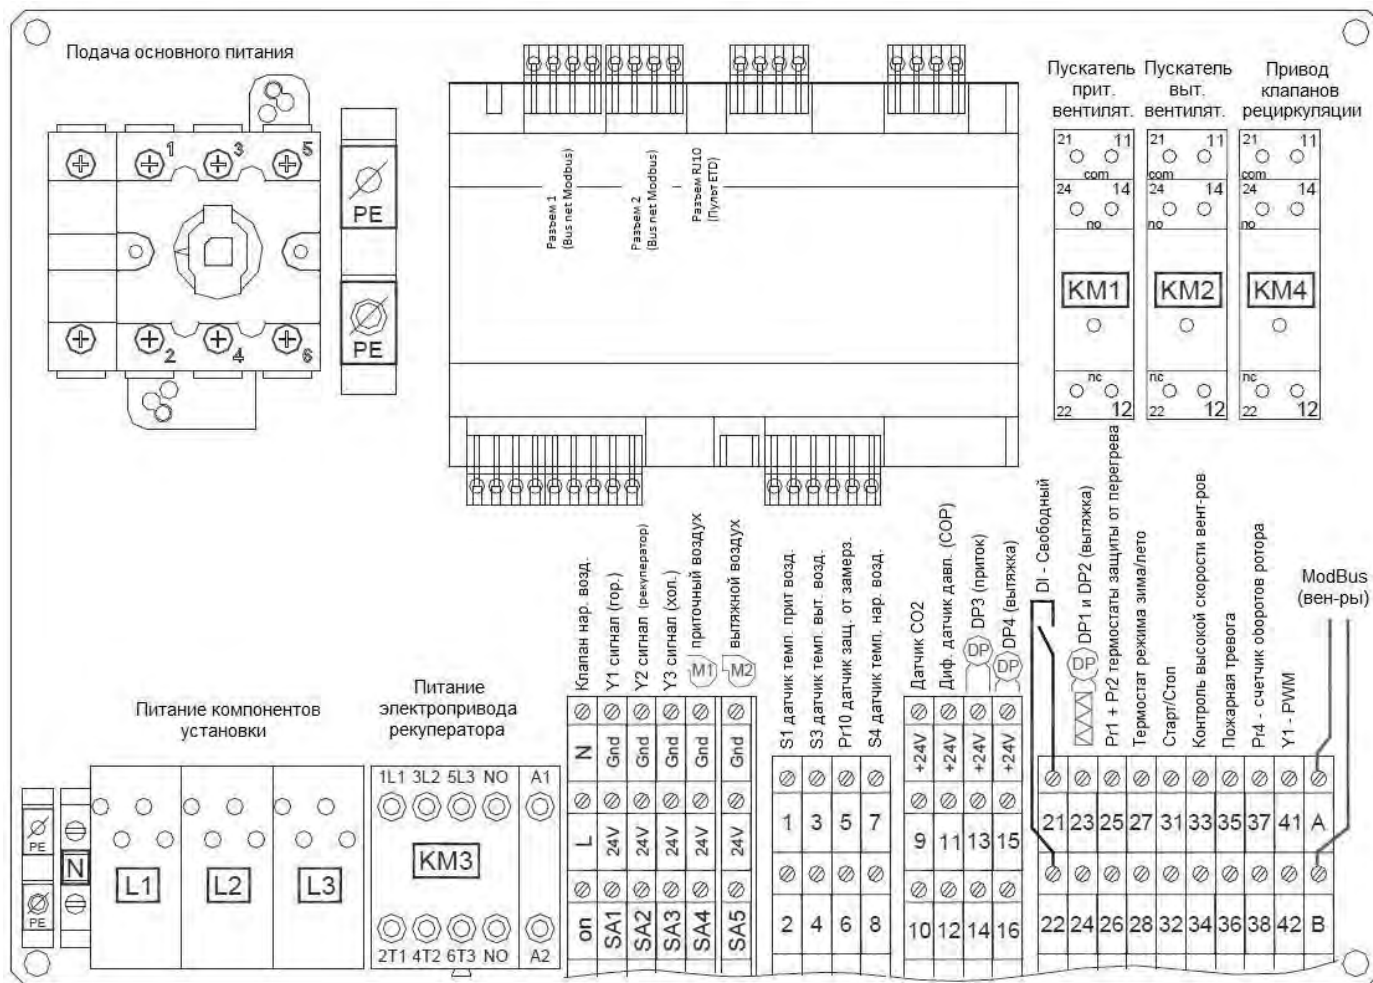 Подача основного питания
1 3 5
2 4 6
PE
PE
Разъем 1
(Bus net Modbus)
Разъем 2
(Bus net Modbus)
Разъем RJ10
(Пульт ETD)
Пускатель
прит.
вентилят.
21 11
com
24 14
no
KM1
nc
22 12
Пускатель
выт.
вентилят.
21 11
com
24 14
no
KM2
nc
22 12
Привод
клапанов
рециркуляции
21 11
com
24 14
no
KM4
nc
22 12
Питание компонентов
установки
PE
PE
N
L1 L2 L3
Питание
электропривода
рекуператора
1L1 3L2 5L3 NO A1
KM3
2T1 4T2 6T3 NO A2
Клапан нар. возд.
Y1 сигнал (гор.)
Y2 сигнал (рекуператор)
Y3 сигнал (хол.)
M1 приточный воздух
M2 вытяжной воздух
N Gnd Gnd Gnd Gnd Gnd
L 24V 24V 24V 24V 24V
on SA1 SA2 SA3 SA4 SA5
S1 датчик темп. прит возд.
S3 датчик темп. выт. возд.
Pr10 датчик защ. от замерз.
S4 датчик темп. нар. возд.
1 3 5 7
2 4 6 8
Датчик CO2
Диф. датчик давл. (COP)
DP DP3 (приток)
DP DP4 (вытяжка)
+24V +24V +24V +24V
9 11 13 15
10 12 14 16
DI - Свободный
DP DP1 и DP2 (вытяжка)
Pr1 + Pr2 термостаты защиты от перегрева
Термостат режима зима/лето
Старт/Стоп
Контроль высокой скорости вент-ров
Пожарная тревога
Pr4 - счетчик оборотов ротора
Y1 - PWM
ModBus
(вен-ры)
21 23 25 27 31 33 35 37 41 A
22 24 26 28 32 34 36 38 42 B